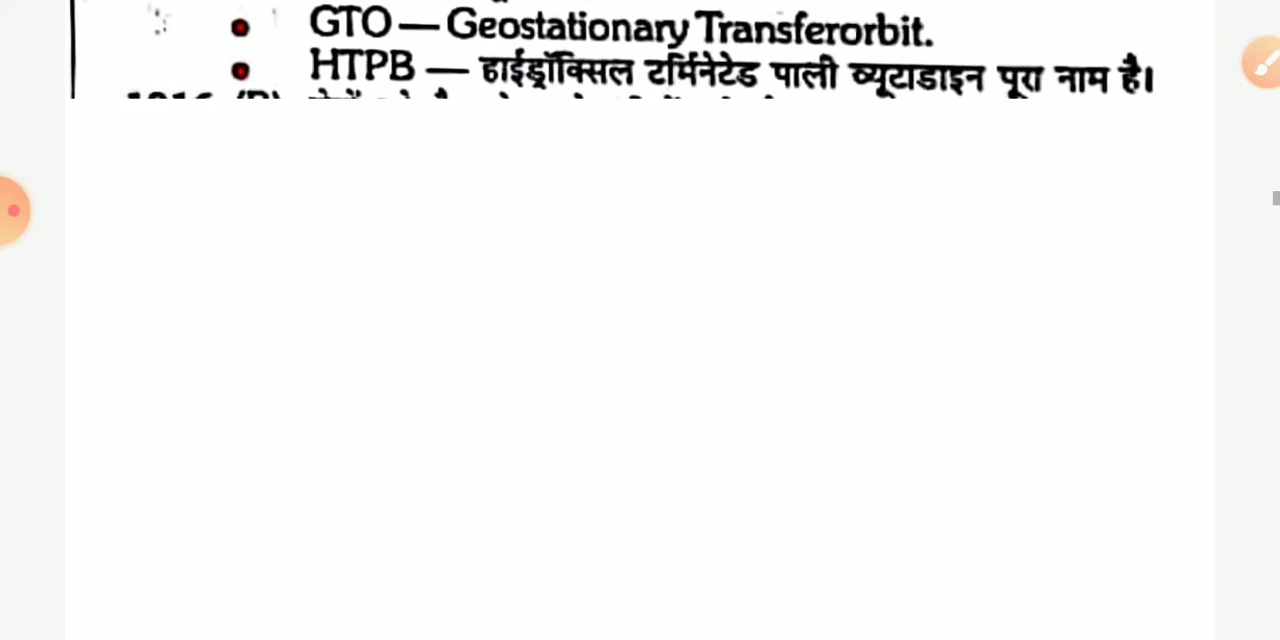 GTO — Geostationary Transferorbit.
HTPB — हाईड्रॉक्सिल टर्मिनेटेड पाली ब्यूटाडाइन पूरा नाम है।